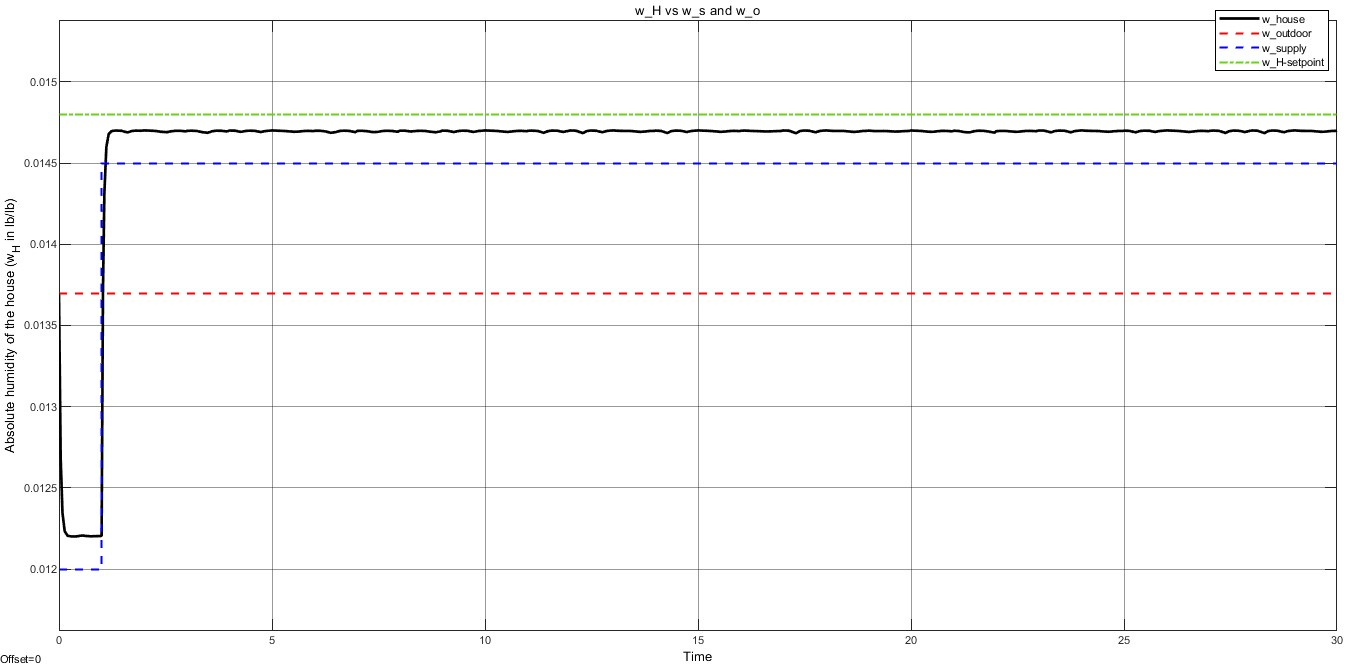 w_H vs w_s and w_o
w_house
w_outdoor
w_supply
w_H-setpoint
Absolute humidity of the house (w_H in lb/lb)
0.015
0.0145
0.014
0.0135
0.013
0.0125
0.012
0 5 10 15 20 25 30
Time
Offset=0